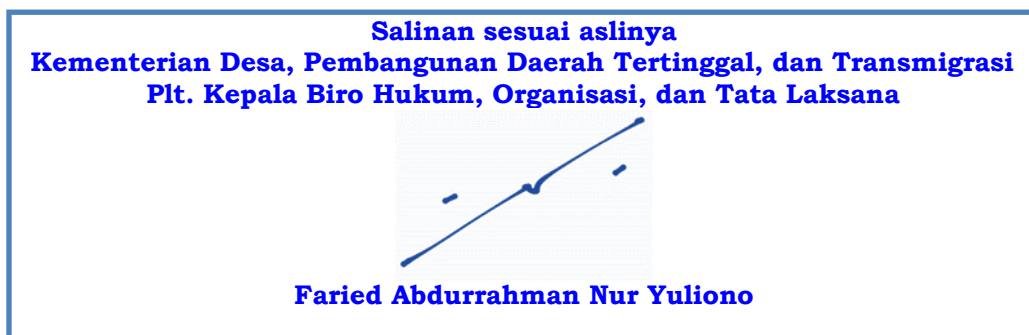 Salinan sesuai aslinya
Kementerian Desa, Pembangunan Daerah Tertinggal, dan Transmigrasi
Plt. Kepala Biro Hukum, Organisasi, dan Tata Laksana
Faried Abdurrahman Nur Yuliono